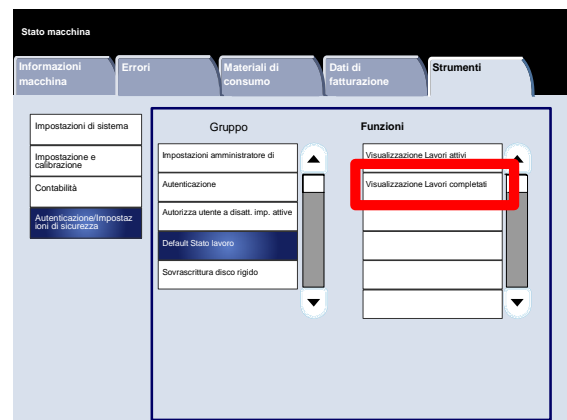 Stato macchina
Informazioni
macchina
Errori
Materiali di
consumo
Dati di
fatturazione
Strumenti
Impostazioni di sistema
Impostazione e
calibrazione
Contabilità
Autenticazione/Impostaz
ioni di sicurezza
Gruppo
Impostazioni amministratore di
Autenticazione
Autorizza utente a disatt. imp. attive
Default Stato lavoro
Sovrascrittura disco rigido
Funzioni
Visualizzazione Lavori attivi
Visualizzazione Lavori completati